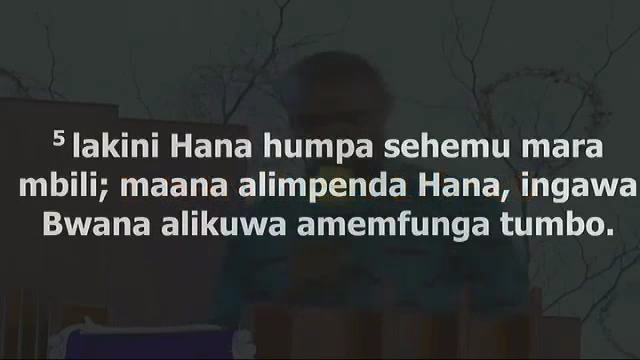 5 lakini Hana humpa sehemu mara
mbili; maana alimpenda Hana, ingawa
Bwana alikuwa amemfunga tumbo.